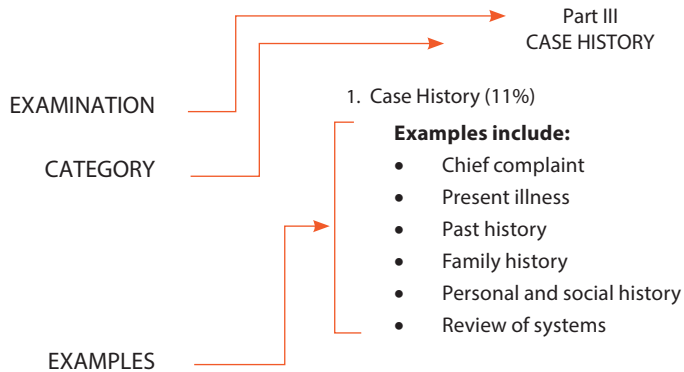 Part III
CASE HISTORY
EXAMINATION
1. Case History (11%)
Examples include:
• Chief complaint
CATEGORY
• Present illness
• Past history
• Family history
• Personal and social history
• Review of systems
EXAMPLES